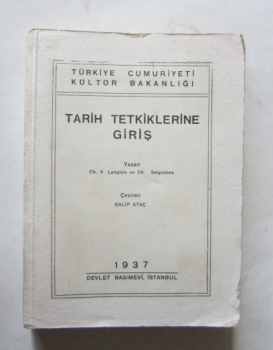 TÜRKİYE CUMURİYETİ
KÜLTÜR BAKANLIĞI
TARİH TETKİKLERİNE
GİRİŞ
Yazan
Ch. V. Langlois ve Ch. Seignobos
Çeviren
GALİP ATAÇ
1937
DEVLET BASIMEVİ, İSTANBUL